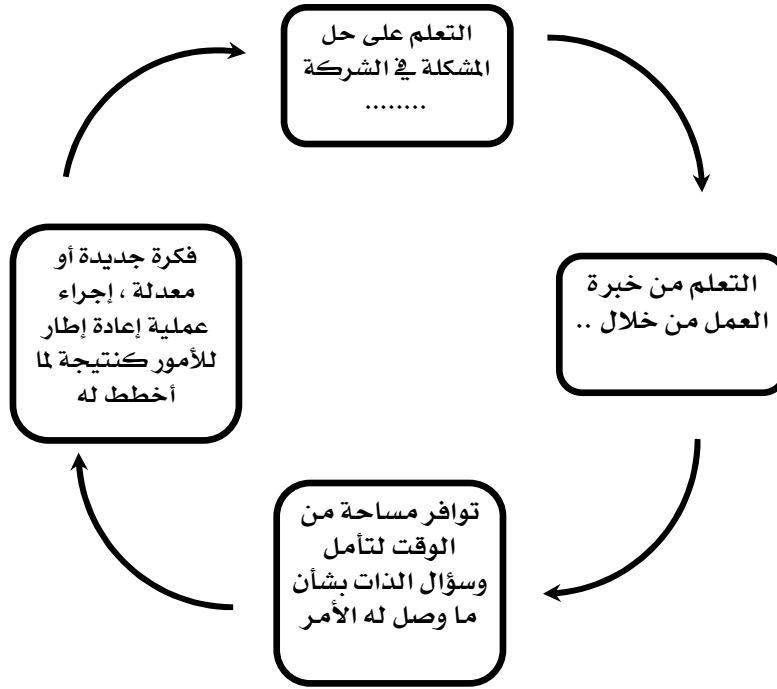 التعلم على حل
المشكلة في الشركة
........
التعلم من خبرة
العمل من خلال ..
توافر مساحة من
الوقت لتأمل
وسؤال الذات بشأن
ما وصل له الأمر
فكرة جديدة أو
معدلة ، إجراء
عملية إعادة إطار
للأمور كنتيجة لما
أخطط له